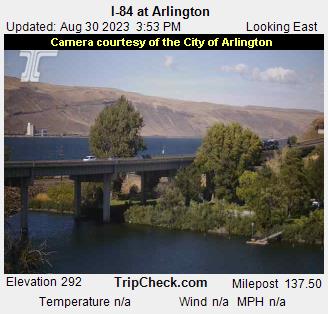 I-84 at Arlington
Updated: Aug 30 2023 3:53 PM Looking East
Camera courtesy of the City of Arlington
Elevation 292 TripCheck.com Milepost 137.50
Temperature n/a Wind n/a MPH n/a